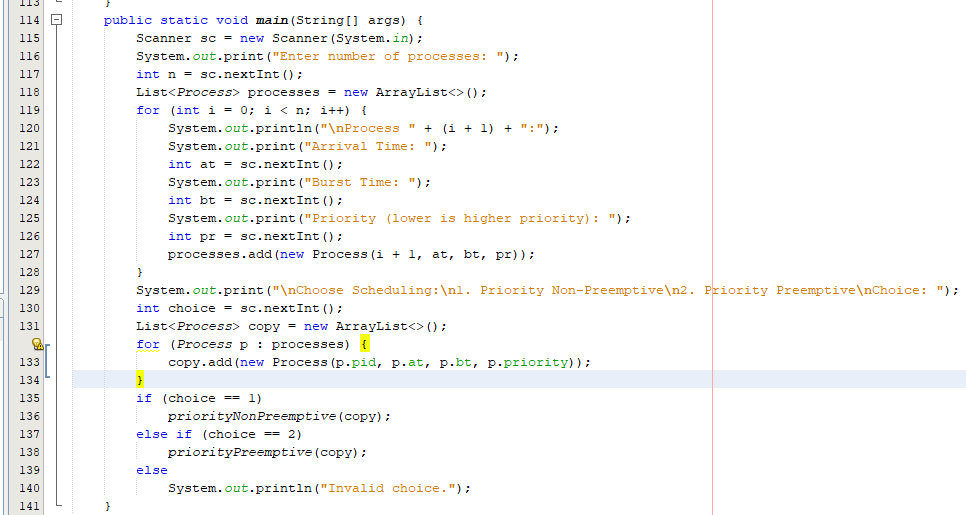 113 }
114 public static void main(String[] args) {
115 Scanner sc = new Scanner(System.in);
116 System.out.print("Enter number of processes: ");
117 int n = sc.nextInt();
118 List<Process> processes = new ArrayList<>();
119 for (int i = 0; i < n; i++) {
120 System.out.println("\nProcess " + (i + 1) + ":");
121 System.out.print("Arrival Time: ");
122 int at = sc.nextInt();
123 System.out.print("Burst Time: ");
124 int bt = sc.nextInt();
125 System.out.print("Priority (lower is higher priority): ");
126 int pr = sc.nextInt();
127 processes.add(new Process(i + 1, at, bt, pr));
128 }
129 System.out.print("\nChoose Scheduling:\n1. Priority Non-Preemptive\n2. Priority Preemptive\nChoice: ");
130 int choice = sc.nextInt();
131 List<Process> copy = new ArrayList<>();
for (Process p : processes) {
133 copy.add(new Process(p.pid, p.at, p.bt, p.priority));
134 }
135 if (choice == 1)
136 priorityNonPreemptive(copy);
137 else if (choice == 2)
138 priorityPreemptive(copy);
139 else
140 System.out.println("Invalid choice.");
141 }